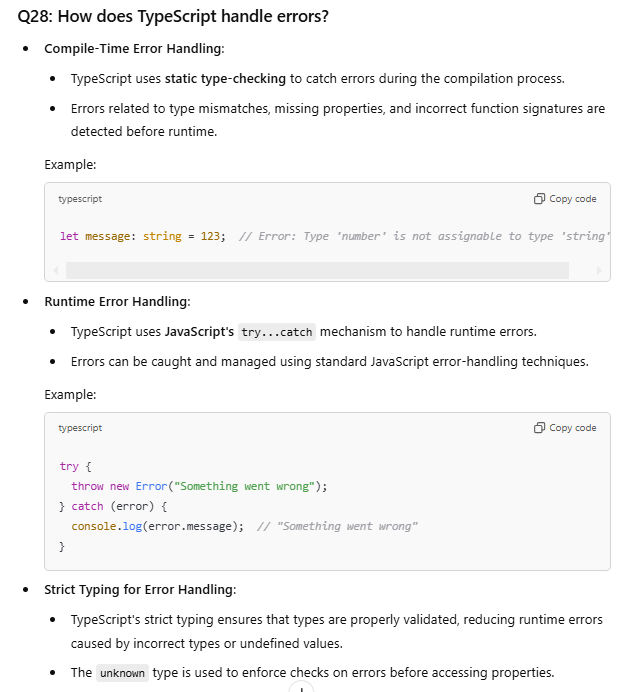 Q28: How does TypeScript handle errors?
• Compile-Time Error Handling:
• TypeScript uses static type-checking to catch errors during the compilation process.
• Errors related to type mismatches, missing properties, and incorrect function signatures are
detected before runtime.
Example:
typescript
Copy code
let message: string = 123;  // Error: Type 'number' is not assignable to type 'string'
• Runtime Error Handling:
• TypeScript uses JavaScript's try...catch mechanism to handle runtime errors.
• Errors can be caught and managed using standard JavaScript error-handling techniques.
Example:
typescript
Copy code
try {
  throw new Error("Something went wrong");
} catch (error) {
  console.log(error.message);  // "Something went wrong"
}
• Strict Typing for Error Handling:
• TypeScript's strict typing ensures that types are properly validated, reducing runtime errors
caused by incorrect types or undefined values.
• The unknown type is used to enforce checks on errors before accessing properties.